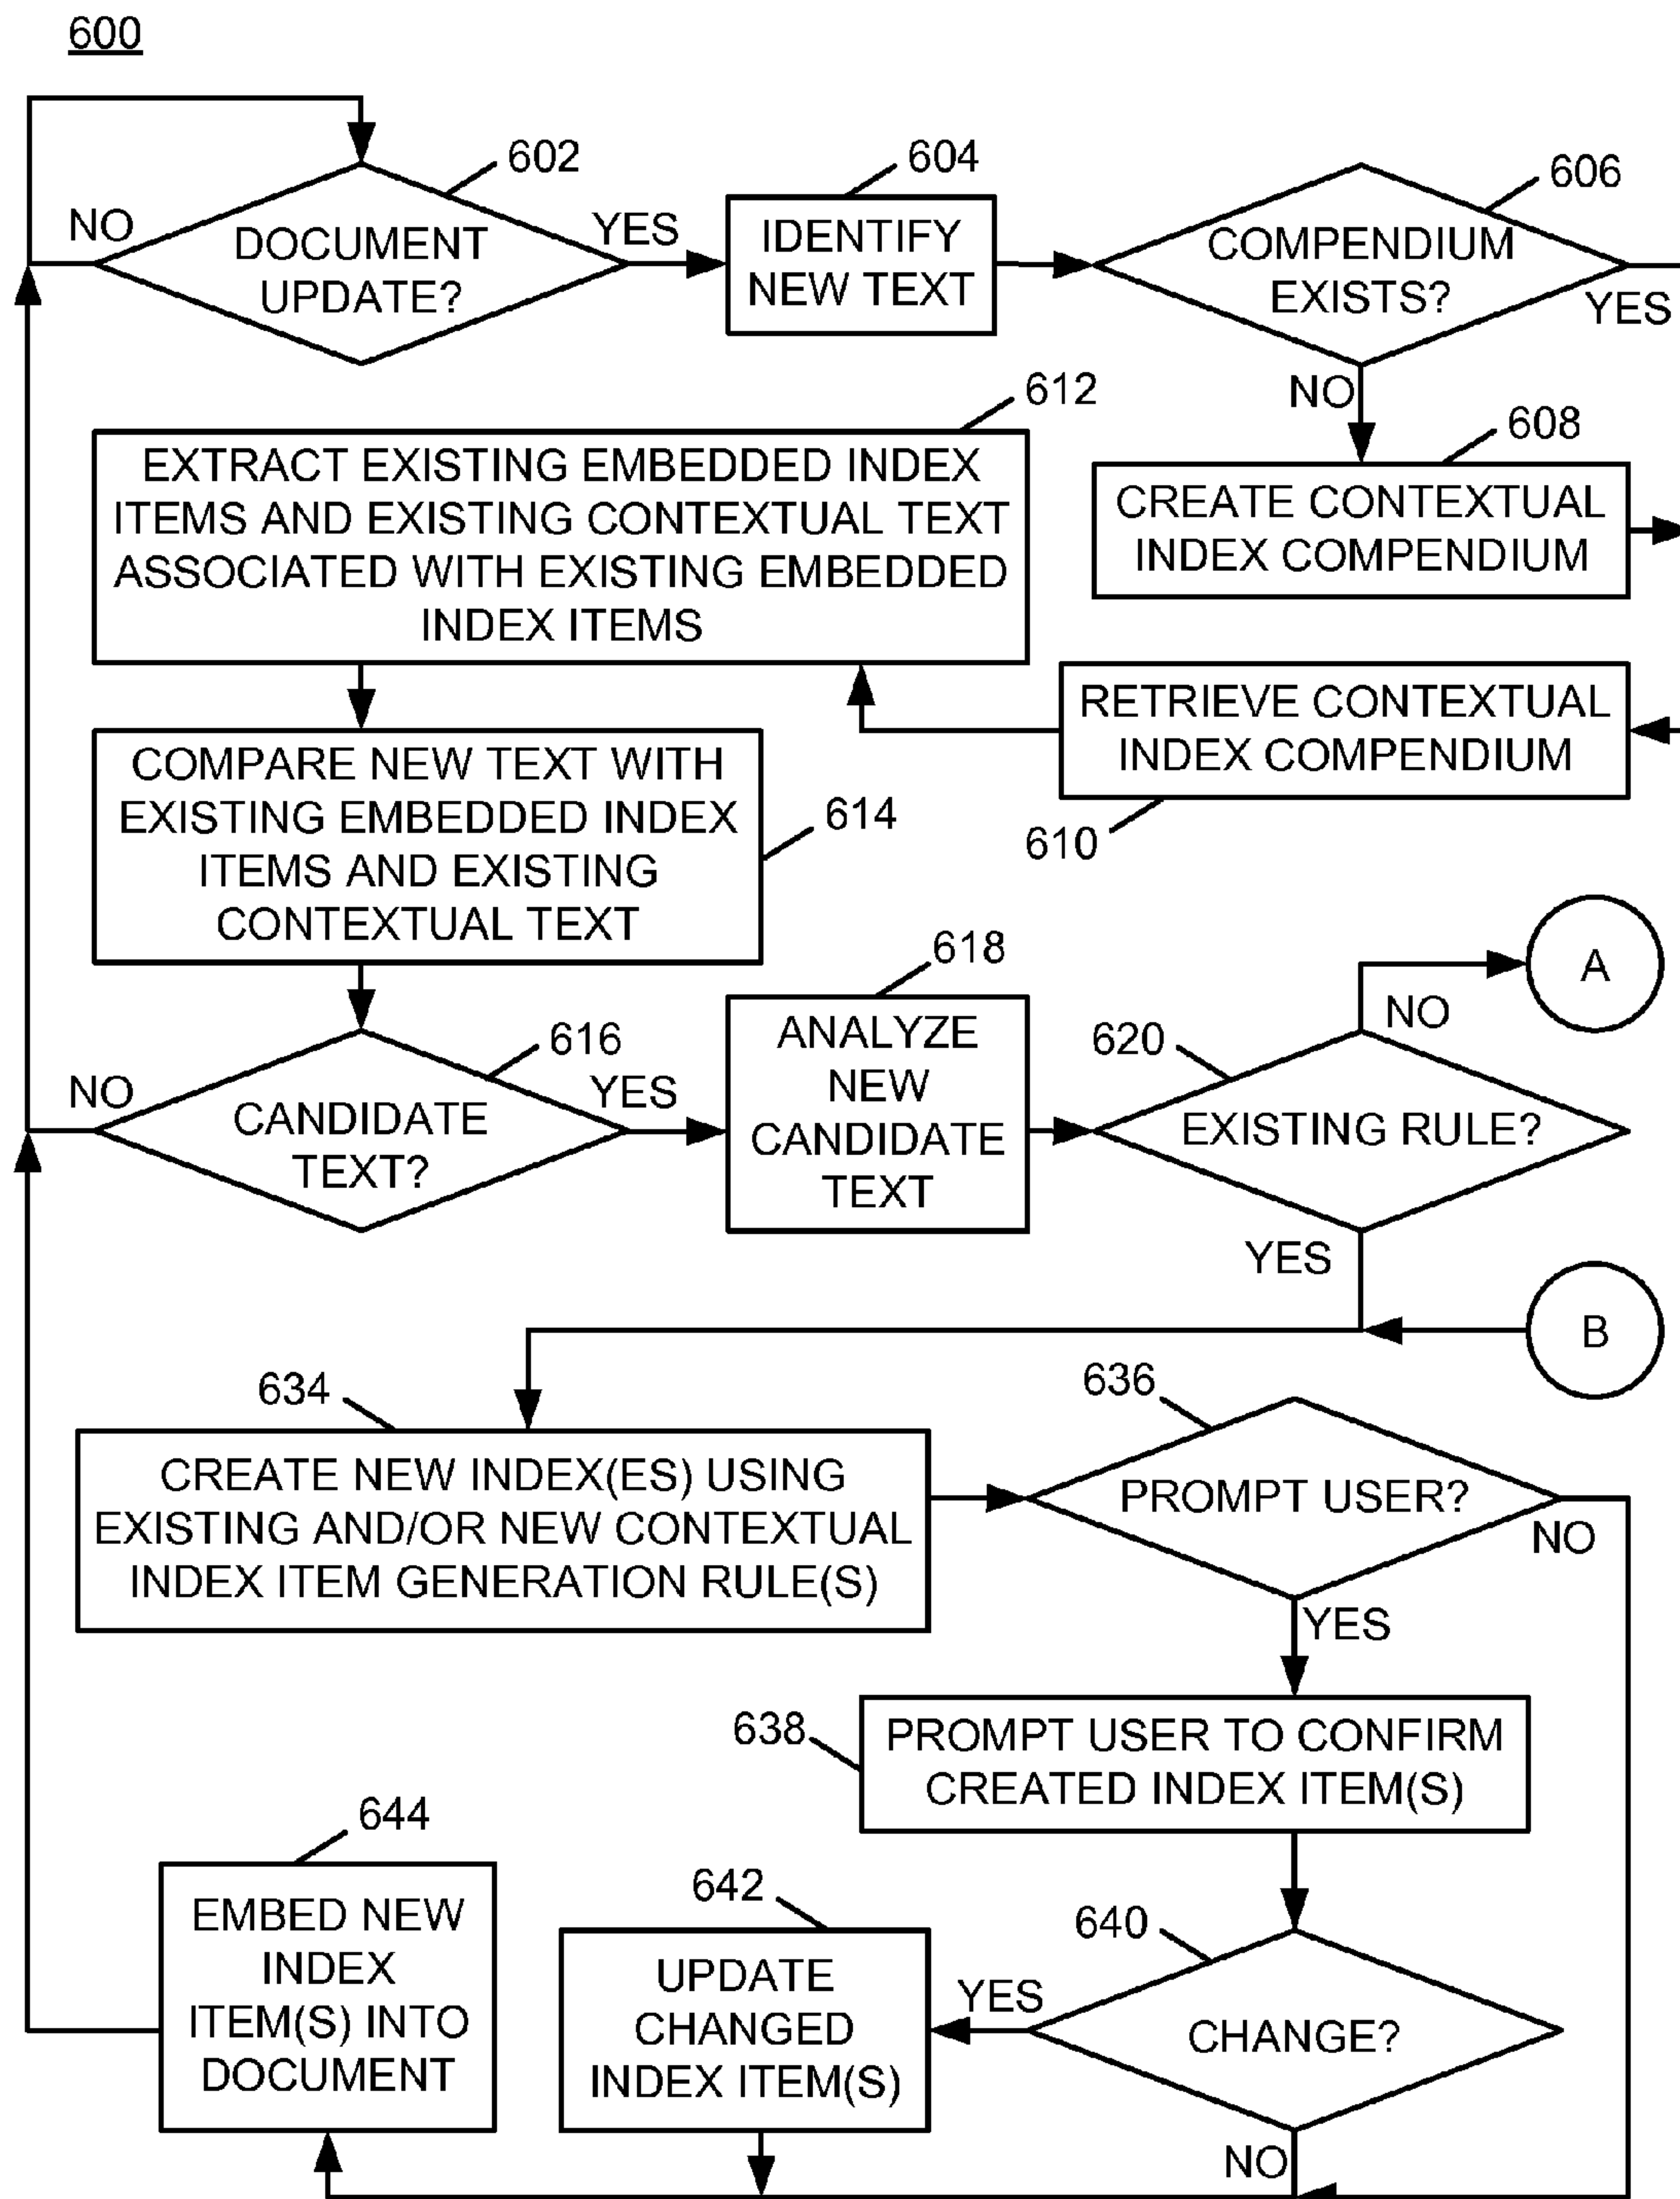 600
602
NO
DOCUMENT
UPDATE?
YES
604
IDENTIFY
NEW TEXT
606
COMPENDIUM
EXISTS?
YES
NO
608
CREATE CONTEXTUAL
INDEX COMPENDIUM
612
EXTRACT EXISTING EMBEDDED INDEX
ITEMS AND EXISTING CONTEXTUAL TEXT
ASSOCIATED WITH EXISTING EMBEDDED
INDEX ITEMS
RETRIEVE CONTEXTUAL
INDEX COMPENDIUM
610
COMPARE NEW TEXT WITH
EXISTING EMBEDDED INDEX
ITEMS AND EXISTING
CONTEXTUAL TEXT
614
616
NO
CANDIDATE
TEXT?
YES
618
ANALYZE
NEW
CANDIDATE
TEXT
620
EXISTING RULE?
NO
A
YES
B
634
CREATE NEW INDEX(ES) USING
EXISTING AND/OR NEW CONTEXTUAL
INDEX ITEM GENERATION RULE(S)
636
PROMPT USER?
NO
YES
638
PROMPT USER TO CONFIRM
CREATED INDEX ITEM(S)
640
CHANGE?
YES
NO
642
UPDATE
CHANGED
INDEX ITEM(S)
644
EMBED NEW
INDEX
ITEM(S) INTO
DOCUMENT